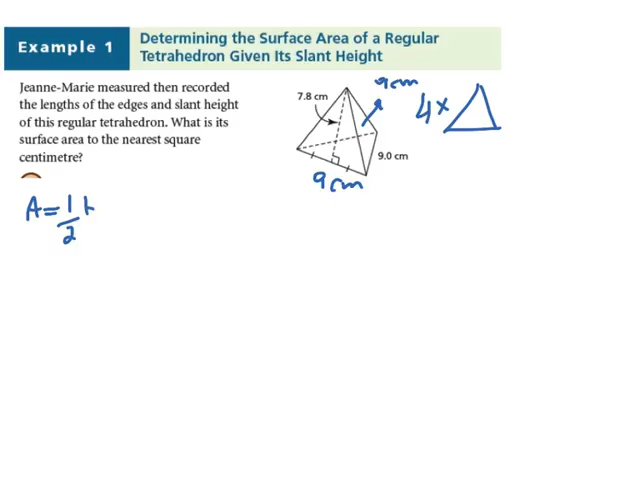 Example 1
Determining the Surface Area of a Regular
Tetrahedron Given Its Slant Height
Jeanne-Marie measured then recorded
the lengths of the edges and slant height
of this regular tetrahedron. What is its
surface area to the nearest square
centimetre?
7.8 cm
9cm
4×
9.0 cm
9cm
A=1/2